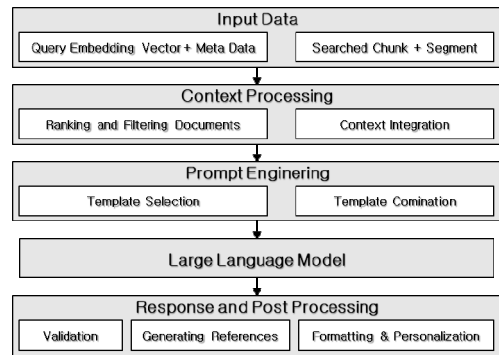 Input Data
Query Embedding Vector + Meta Data
Searched Chunk + Segment
Context Processing
Ranking and Filtering Documents
Context Integration
Prompt Enginering
Template Selection
Template Comination
Large Language Model
Response and Post Processing
Validation
Generating References
Formatting & Personalization